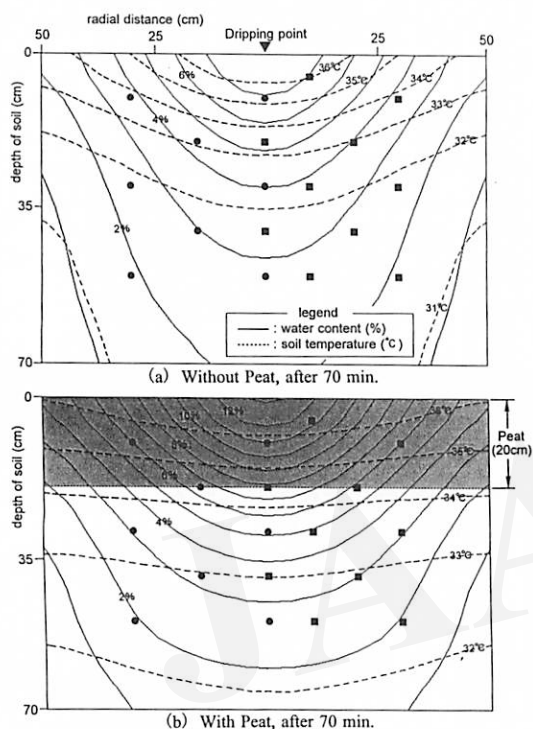 radial distance (cm) Dripping point
50 25 25 50
0
35
70
depth of soil (cm)
6%
4%
2%
36℃
35℃
34℃
33℃
32℃
31℃
legend
: water content (%)
: soil temperature (℃)
(a) Without Peat, after 70 min.
0
35
70
depth of soil (cm)
10%
12%
8%
6%
4%
2%
35℃
34℃
33℃
32℃
Peat
(20cm)
JAA
(b) With Peat, after 70 min.